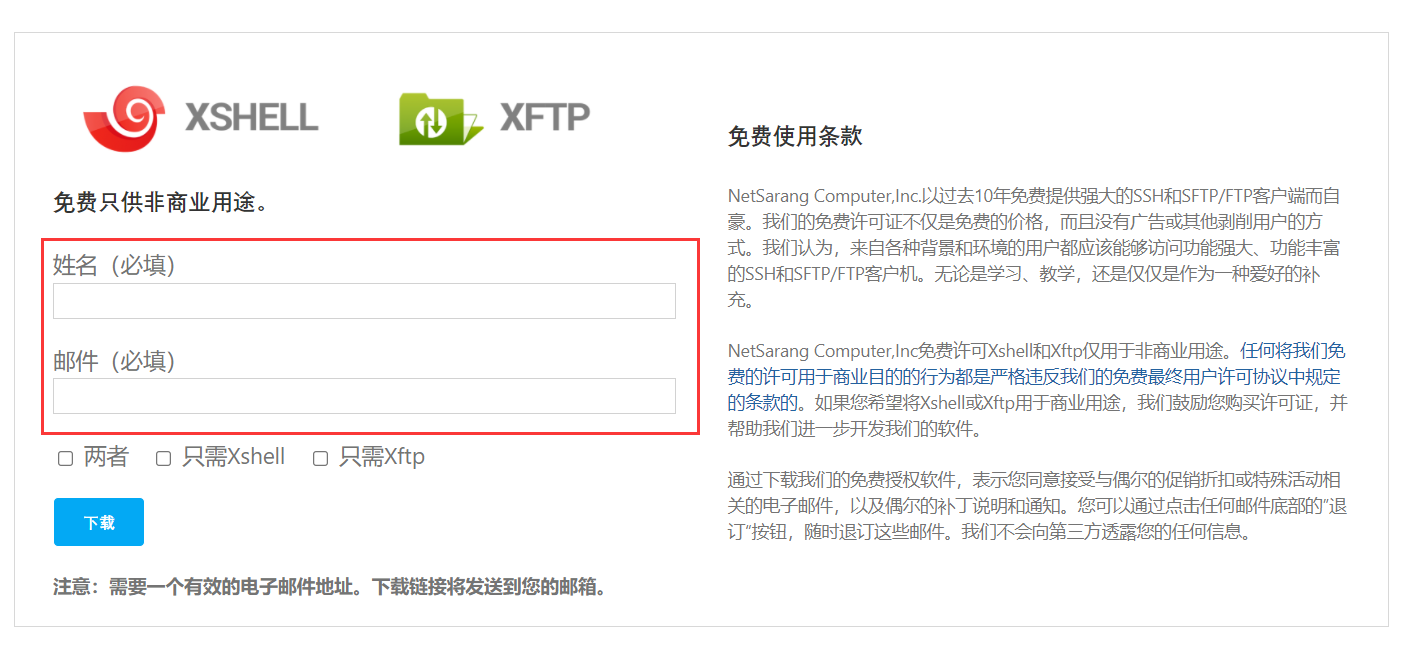 XSHELL
XFTP
免费只供非商业用途。
姓名（必填）
邮件（必填）
两者 只需Xshell 只需Xftp
下载
注意：需要一个有效的电子邮件地址。下载链接将发送到您的邮箱。
免费使用条款
NetSarang Computer,Inc.以过去10年免费提供强大的SSH和SFTP/FTP客户端而自
豪。我们的免费许可证不仅是免费的价格，而且没有广告或其他剥削用户的方
式。我们认为，来自各种背景和环境的用户都应该能够访问功能强大、功能丰富
的SSH和SFTP/FTP客户机。无论是学习、教学，还是仅仅是作为一种爱好的补
充。
NetSarang Computer,Inc免费许可Xshell和Xftp仅用于非商业用途。任何将我们免
费的许可用于商业目的的行为都是严格违反我们的免费最终用户许可协议中规定
的条款的。如果您希望将Xshell或Xftp用于商业用途，我们鼓励您购买许可证，并
帮助我们进一步开发我们的软件。
通过下载我们的免费授权软件，表示您同意接受与偶尔的促销折扣或特殊活动相
关的电子邮件，以及偶尔的补丁说明和通知。您可以通过点击任何邮件底部的”退
订“按钮，随时退订这些邮件。我们不会向第三方透露您的任何信息。